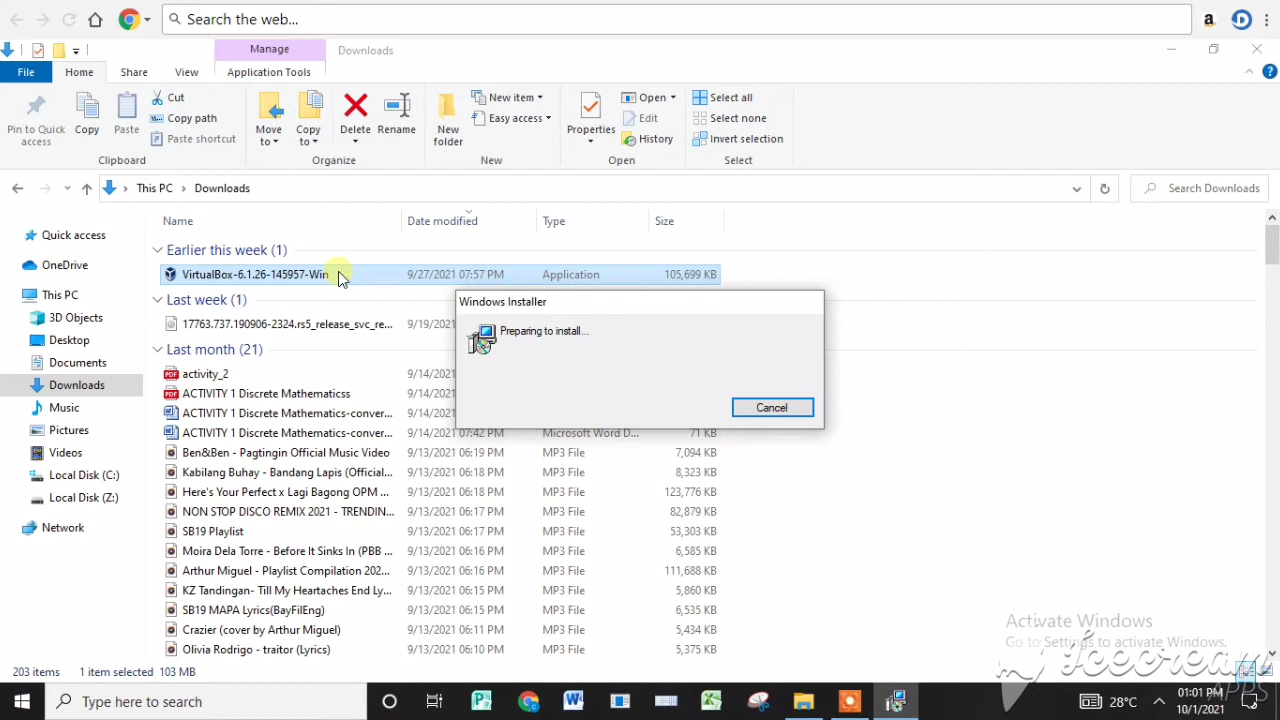 Search the web...
Manage
Downloads
File
Home
Share
View
Application Tools
Pin to Quick access
Copy
Paste
Cut
Copy path
Paste shortcut
Clipboard
Move to
Copy to
Delete
Rename
Organize
New folder
New item
Easy access
New
Properties
Open
Edit
History
Open
Select all
Select none
Invert selection
Select
This PC
Downloads
Search Downloads
Quick access
OneDrive
This PC
3D Objects
Desktop
Documents
Downloads
Music
Pictures
Videos
Local Disk (C:)
Local Disk (Z:)
Network
Name Date modified Type Size
Earlier this week (1)
VirtualBox-6.1.26-145957-Win 9/27/2021 07:57 PM Application 105,699 KB
Last week (1)
17763.737.190906-2324.rs5_release_svc_re... 9/19/2021
Last month (21)
activity_2 9/14/2021
ACTIVITY 1 Discrete Mathematicss 9/14/2021
ACTIVITY 1 Discrete Mathematics-conver... 9/14/2021
ACTIVITY 1 Discrete Mathematics-conver... 9/14/2021 07:42 PM Microsoft Word D... 71 KB
Ben&Ben - Pagtingin Official Music Video 9/13/2021 06:19 PM MP3 File 7,094 KB
Kabilang Buhay - Bandang Lapis (Official... 9/13/2021 06:18 PM MP3 File 8,323 KB
Here's Your Perfect x Lagi Bagong OPM ... 9/13/2021 06:18 PM MP3 File 123,776 KB
NON STOP DISCO REMIX 2021 - TRENDIN... 9/13/2021 06:17 PM MP3 File 82,879 KB
SB19 Playlist 9/13/2021 06:17 PM MP3 File 53,303 KB
Moira Dela Torre - Before It Sinks In (PBB ... 9/13/2021 06:16 PM MP3 File 6,585 KB
Arthur Miguel - Playlist Compilation 202... 9/13/2021 06:16 PM MP3 File 111,688 KB
KZ Tandingan- Till My Heartaches End Lyr... 9/13/2021 06:15 PM MP3 File 5,860 KB
SB19 MAPA Lyrics(BayFilEng) 9/13/2021 06:15 PM MP3 File 6,535 KB
Crazier (cover by Arthur Miguel) 9/13/2021 06:11 PM MP3 File 5,434 KB
Olivia Rodrigo - traitor (Lyrics) 9/13/2021 06:10 PM MP3 File 5,375 KB
Windows Installer
Preparing to install...
Cancel
Activate Windows
Go to Settings to activate Windows.
Icecream
APPS
203 items 1 item selected 103 MB
Type here to search
28°C
01:01 PM
10/1/2021